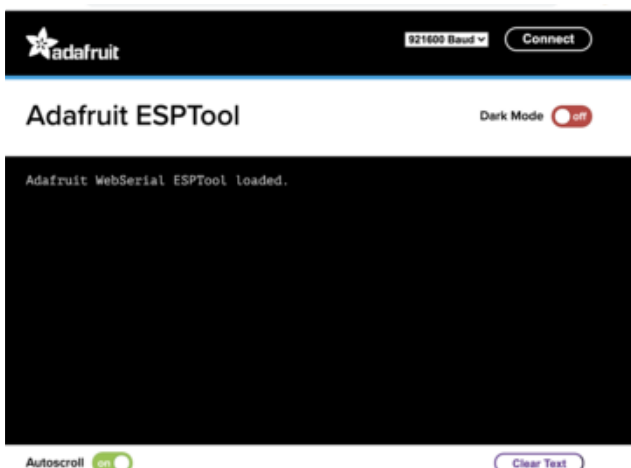 adafruit
921600 Baud
Connect
Adafruit ESPTool
Dark Mode
off
Adafruit WebSerial ESPTool loaded.
Autoscroll
on
Clear Text